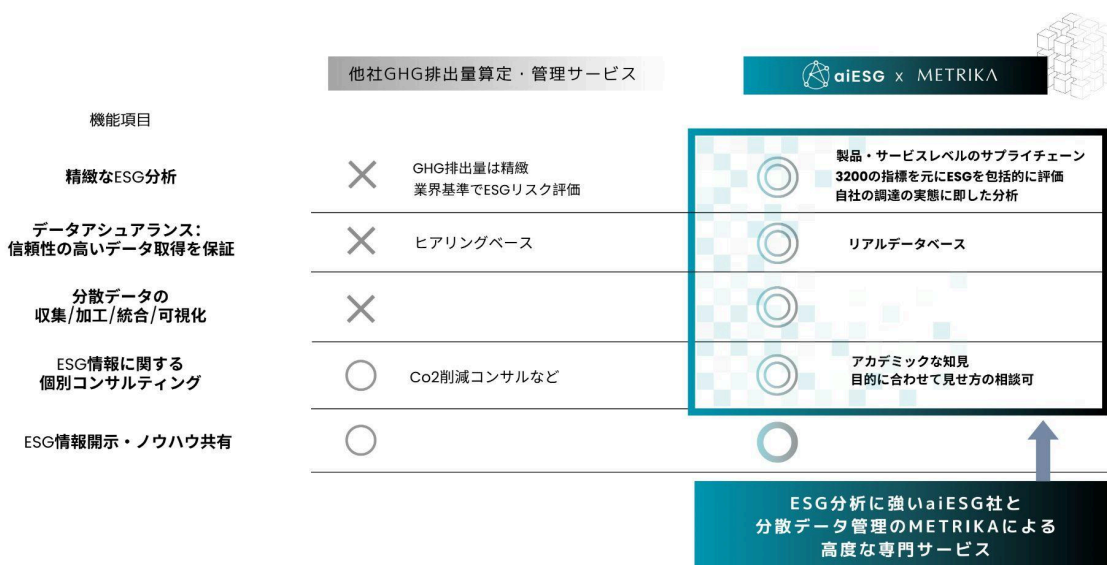 他社GHG排出量算定・管理サービス
aiESG x METRIKA
機能項目
精緻なESG分析
GHG排出量は精緻
業界基準でESGリスク評価
製品・サービスレベルのサプライチェーン
3200の指標を元にESGを包括的に評価
自社の調達の実態に即した分析
データアシュアランス:
信頼性の高いデータ取得を保証
ヒアリングベース
リアルデータベース
分散データの
収集/加工/統合/可視化
ESG情報に関する
個別コンサルティング
Co2削減コンサルなど
アカデミックな知見
目的に合わせて見せ方の相談可
ESG情報開示・ノウハウ共有
ESG分析に強いaiESG社と
分散データ管理のMETRIKAによる
高度な専門サービス